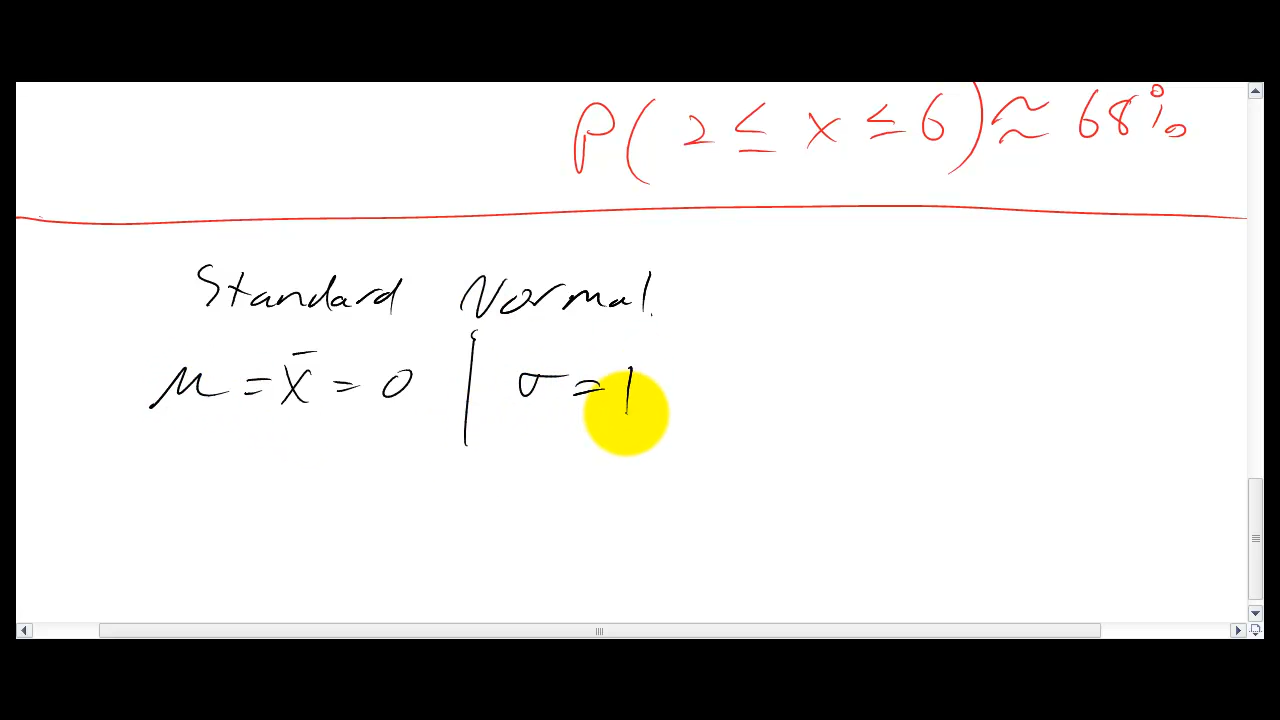 P(2 ≤ x ≤ 6) ≈ 68%
Standard Normal
μ = x̄ = 0 | σ = 1